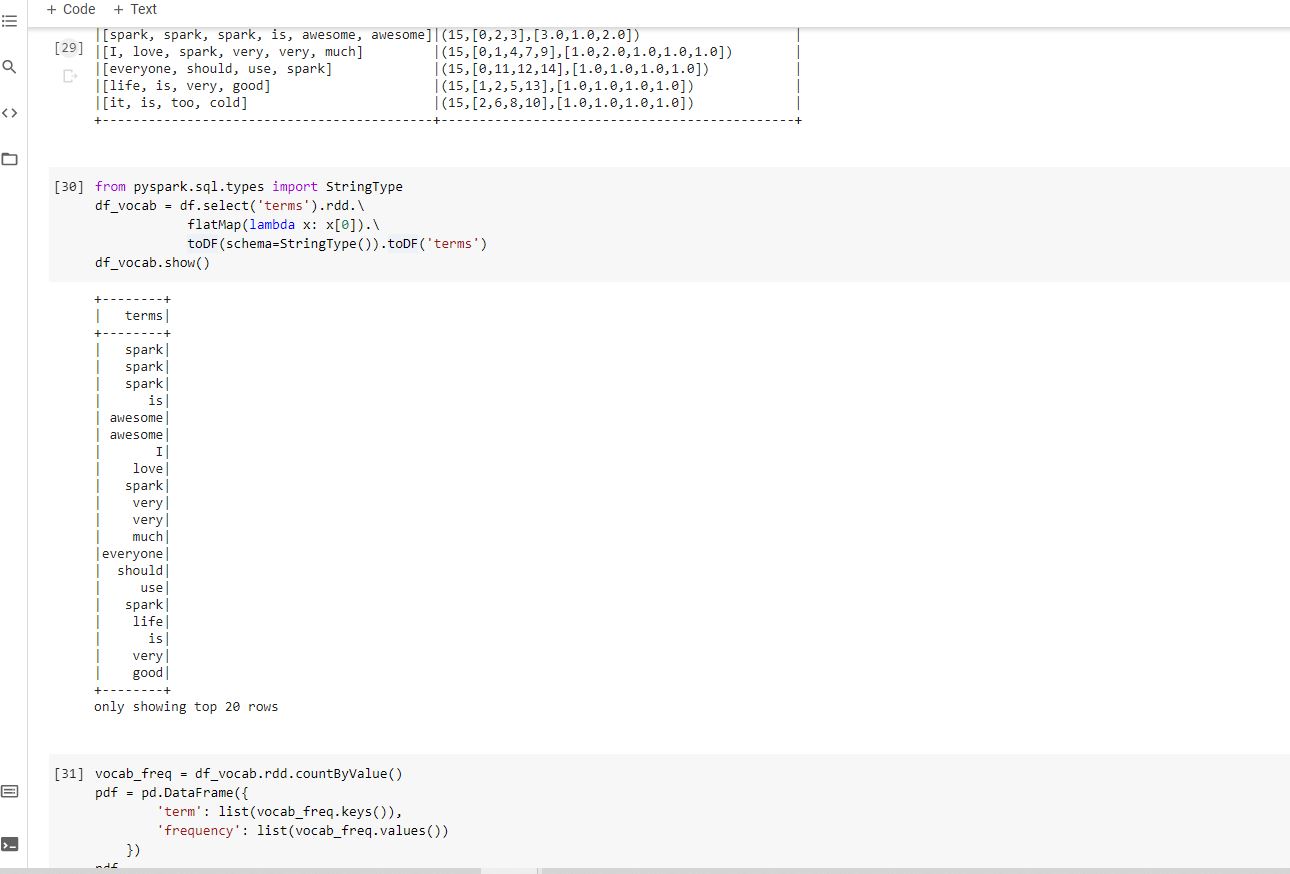 + Code + Text
|[spark, spark, spark, is, awesome, awesome]|(15,[0,2,3],[3.0,1.0,2.0]) |
[29] |[I, love, spark, very, very, much] |(15,[0,1,4,7,9],[1.0,2.0,1.0,1.0,1.0]) |
|[everyone, should, use, spark] |(15,[0,11,12,14],[1.0,1.0,1.0,1.0]) |
|[life, is, very, good] |(15,[1,2,5,13],[1.0,1.0,1.0,1.0]) |
|[it, is, too, cold] |(15,[2,6,8,10],[1.0,1.0,1.0,1.0]) |
+-------------------------------------------+----------------------------------------------+
[30] from pyspark.sql.types import StringType
df_vocab = df.select('terms').rdd.\
flatMap(lambda x: x[0]).\
toDF(schema=StringType()).toDF('terms')
df_vocab.show()
+--------+
| terms|
+--------+
| spark|
| spark|
| spark|
| is|
| awesome|
| awesome|
| I|
| love|
| spark|
| very|
| very|
| much|
|everyone|
| should|
| use|
| spark|
| life|
| is|
| very|
| good|
+--------+
only showing top 20 rows
[31] vocab_freq = df_vocab.rdd.countByValue()
pdf = pd.DataFrame({
'term': list(vocab_freq.keys()),
'frequency': list(vocab_freq.values())
})
pdf